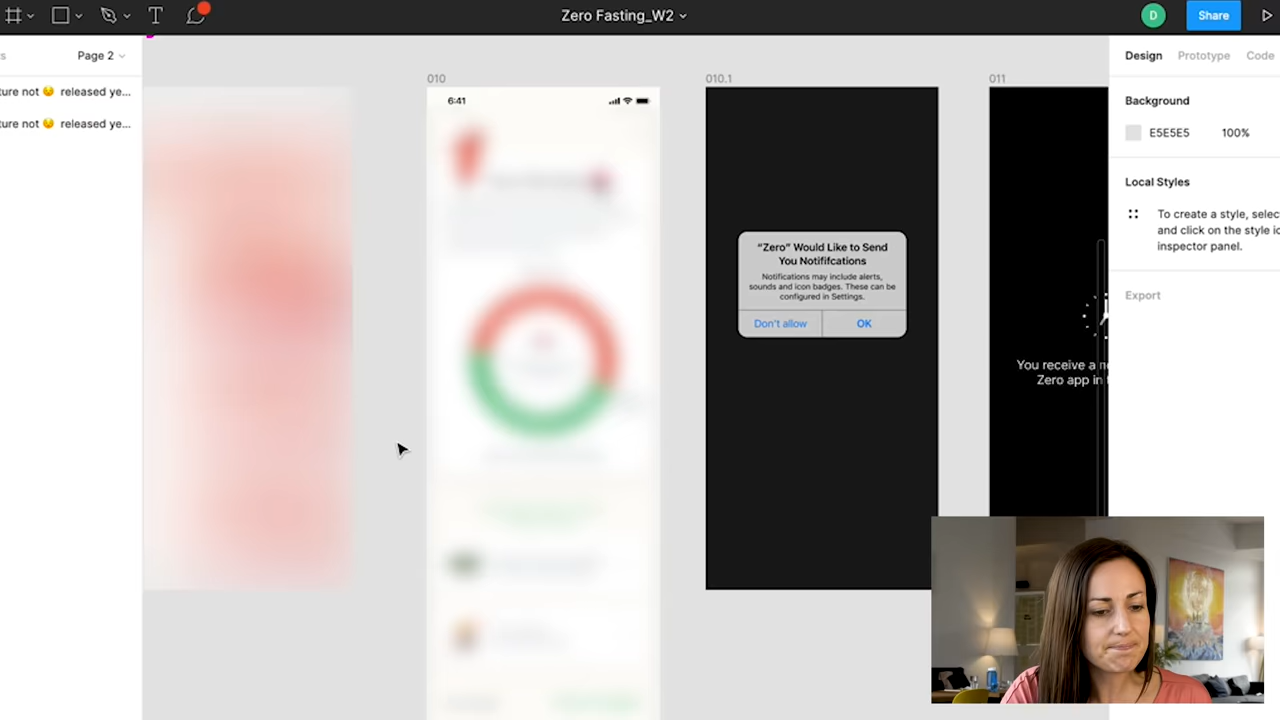 Zero Fasting_W2
D
Share
Page 2
ture not 😔 released ye...
ture not 😔 released ye...
010
6:41
010.1
“Zero” Would Like to Send
You Notififcations
Notifications may include alerts,
sounds and icon badges. These can be
configured in Settings.
Don't allow
OK
011
You receive a
Zero app in
Design
Prototype
Code
Background
E5E5E5
100%
Local Styles
To create a style, selec
and click on the style ic
inspector panel.
Export